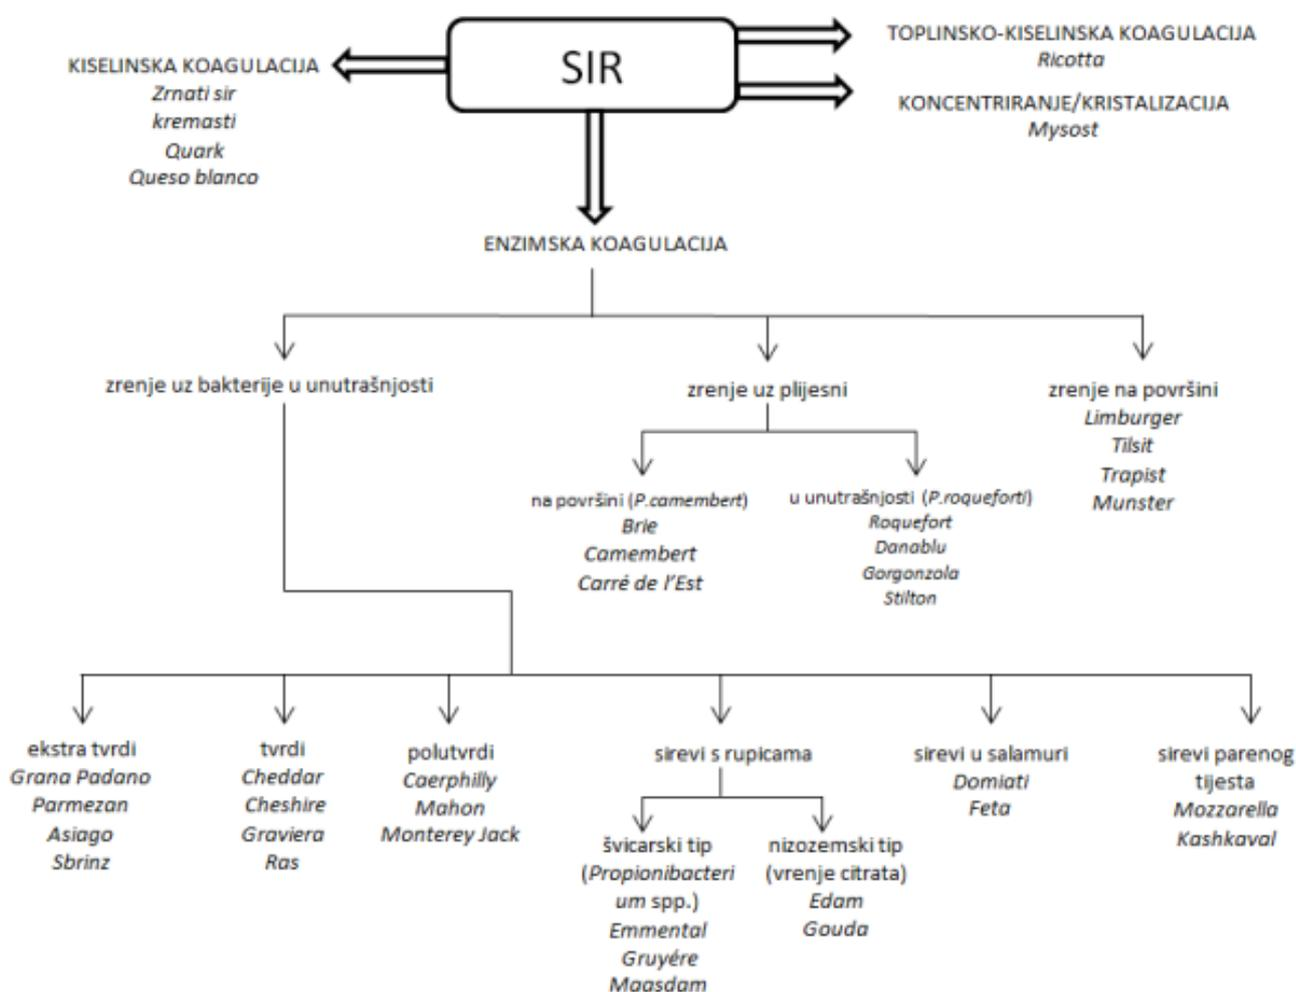 SIR
KISELINSKA KOAGULACIJA
Zrnati sir
kremasti
Quark
Queso blanco
TOPLINSKO-KISELINSKA KOAGULACIJA
Ricotta
KONCENTRIRANJE/KRISTALIZACIJA
Mysost
ENZIMSKA KOAGULACIJA
zrenje uz bakterije u unutrašnjosti
zrenje uz plijesni
na površini (P.camembert)
Brie
Camembert
Carré de l'Est
u unutrašnjosti (P.roqueforti)
Roquefort
Danablu
Gorgonzola
Stilton
zrenje na površini
Limburger
Tilsit
Trapist
Munster
ekstra tvrdi
Grana Padano
Parmezan
Asiago
Sbrinz
tvrdi
Cheddar
Cheshire
Graviera
Ras
polutvrdi
Caerphilly
Mahon
Monterey Jack
sirevi s rupicama
švicarski tip
(Propionibacteri
um spp.)
Emmental
Gruyére
Maasdam
nizozemski tip
(vrenje citrata)
Edam
Gouda
sirevi u salamuri
Domiati
Feta
sirevi parenog
tijesta
Mozzarella
Kashkaval